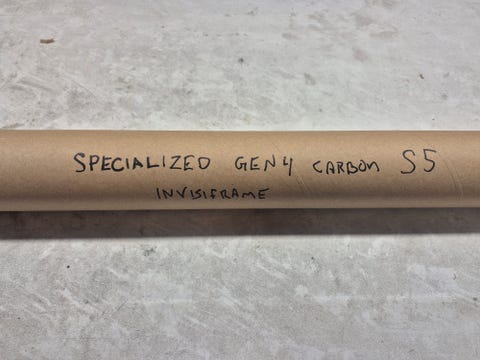 SPECIALIZED GEN4 CARBON S5
INVISIFRAME